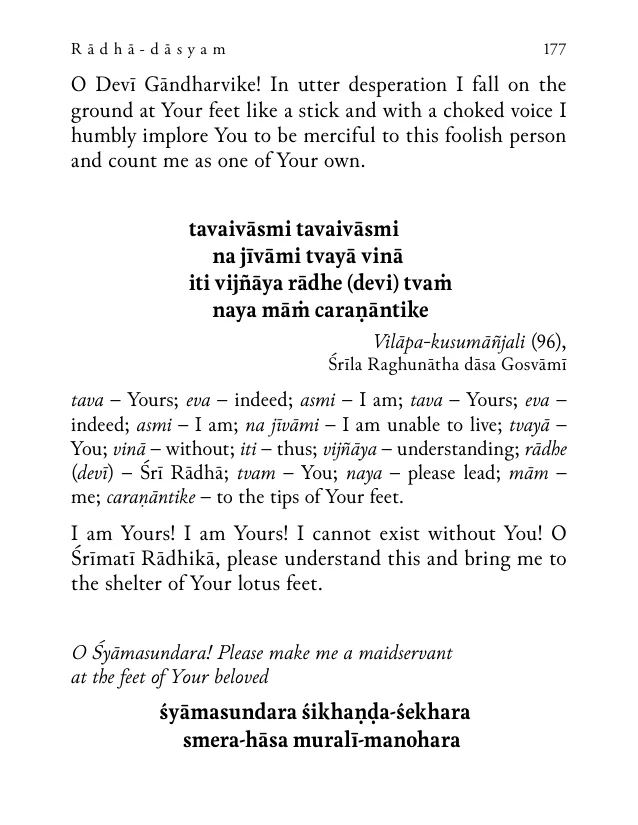 Rādhā-dāsyam 177
O Devī Gāndharvike! In utter desperation I fall on the
ground at Your feet like a stick and with a choked voice I
humbly implore You to be merciful to this foolish person
and count me as one of Your own.
tavaivāsmi tavaivāsmi
na jīvāmi tvayā vinā
iti vijñāya rādhe (devi) tvaṁ
naya māṁ caraṇāntike
Vilāpa-kusumāñjali (96),
Śrīla Raghunātha dāsa Gosvāmī
tava – Yours; eva – indeed; asmi – I am; tava – Yours; eva –
indeed; asmi – I am; na jīvāmi – I am unable to live; tvayā –
You; vinā – without; iti – thus; vijñāya – understanding; rādhe
(devī) – Śrī Rādhā; tvam – You; naya – please lead; mām –
me; caraṇāntike – to the tips of Your feet.
I am Yours! I am Yours! I cannot exist without You! O
Śrīmatī Rādhikā, please understand this and bring me to
the shelter of Your lotus feet.
O Śyāmasundara! Please make me a maidservant
at the feet of Your beloved
śyāmasundara śikhaṇḍa-śekhara
smera-hāsa muralī-manohara